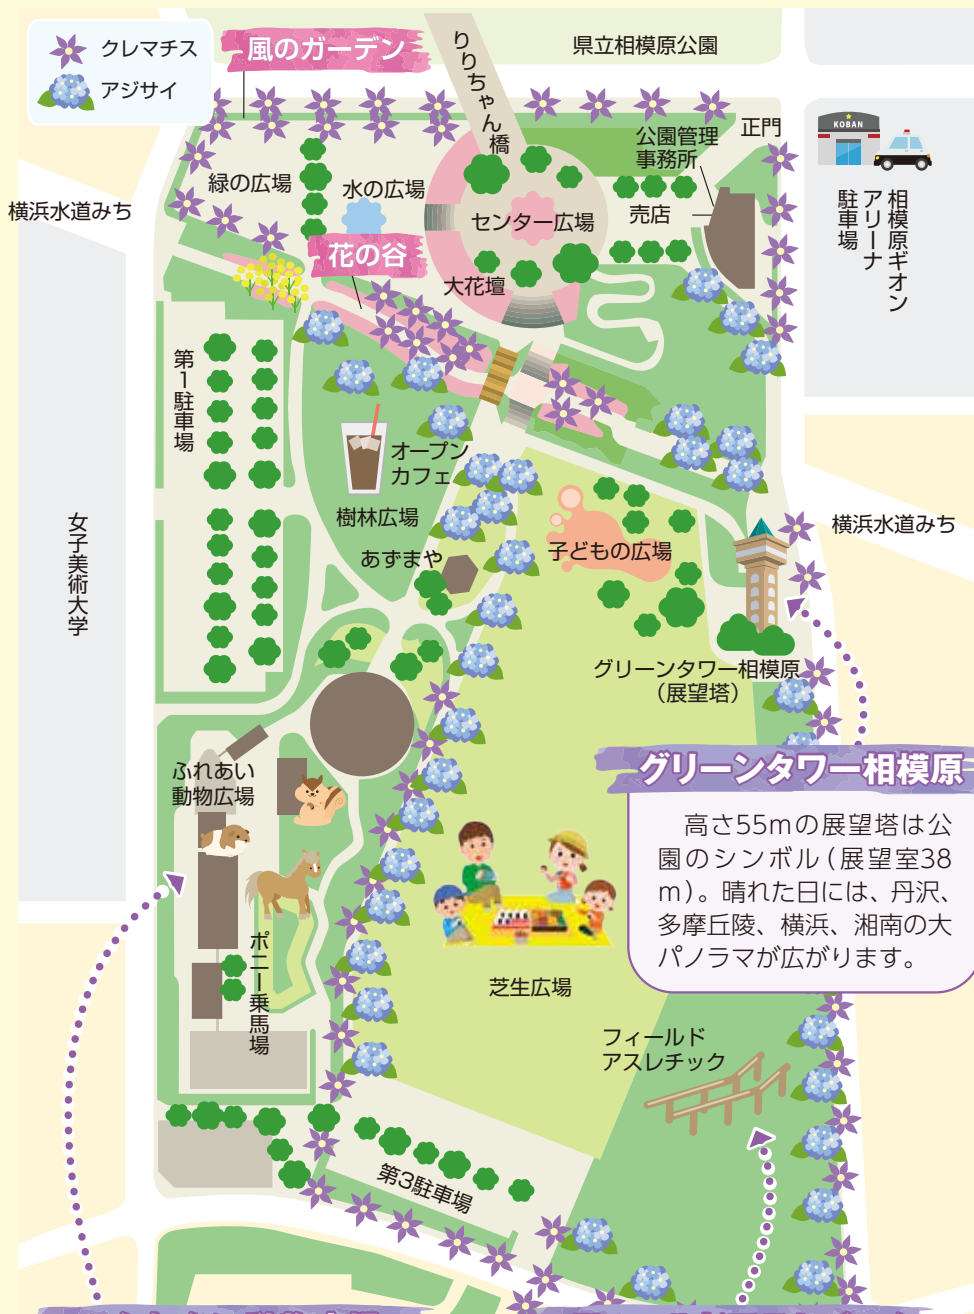 クレマチス
アジサイ
風のガーデン
りりちゃん橋
県立相模原公園
正門
公園管理
事務所
KOBAN
相模原ギオン
アリーナ
駐車場
横浜水道みち
緑の広場
水の広場
センター広場
売店
花の谷
大花壇
第1駐車場
オープン
カフェ
樹林広場
あずまや
子どもの広場
横浜水道みち
女子美術大学
グリーンタワー相模原
（展望塔）
ふれあい
動物広場
グリーンタワー相模原
高さ55mの展望塔は公
園のシンボル（展望室38
m）。晴れた日には、丹沢、
多摩丘陵、横浜、湘南の大
パノラマが広がります。
ポニー乗馬場
芝生広場
フィールド
アスレチック
第3駐車場